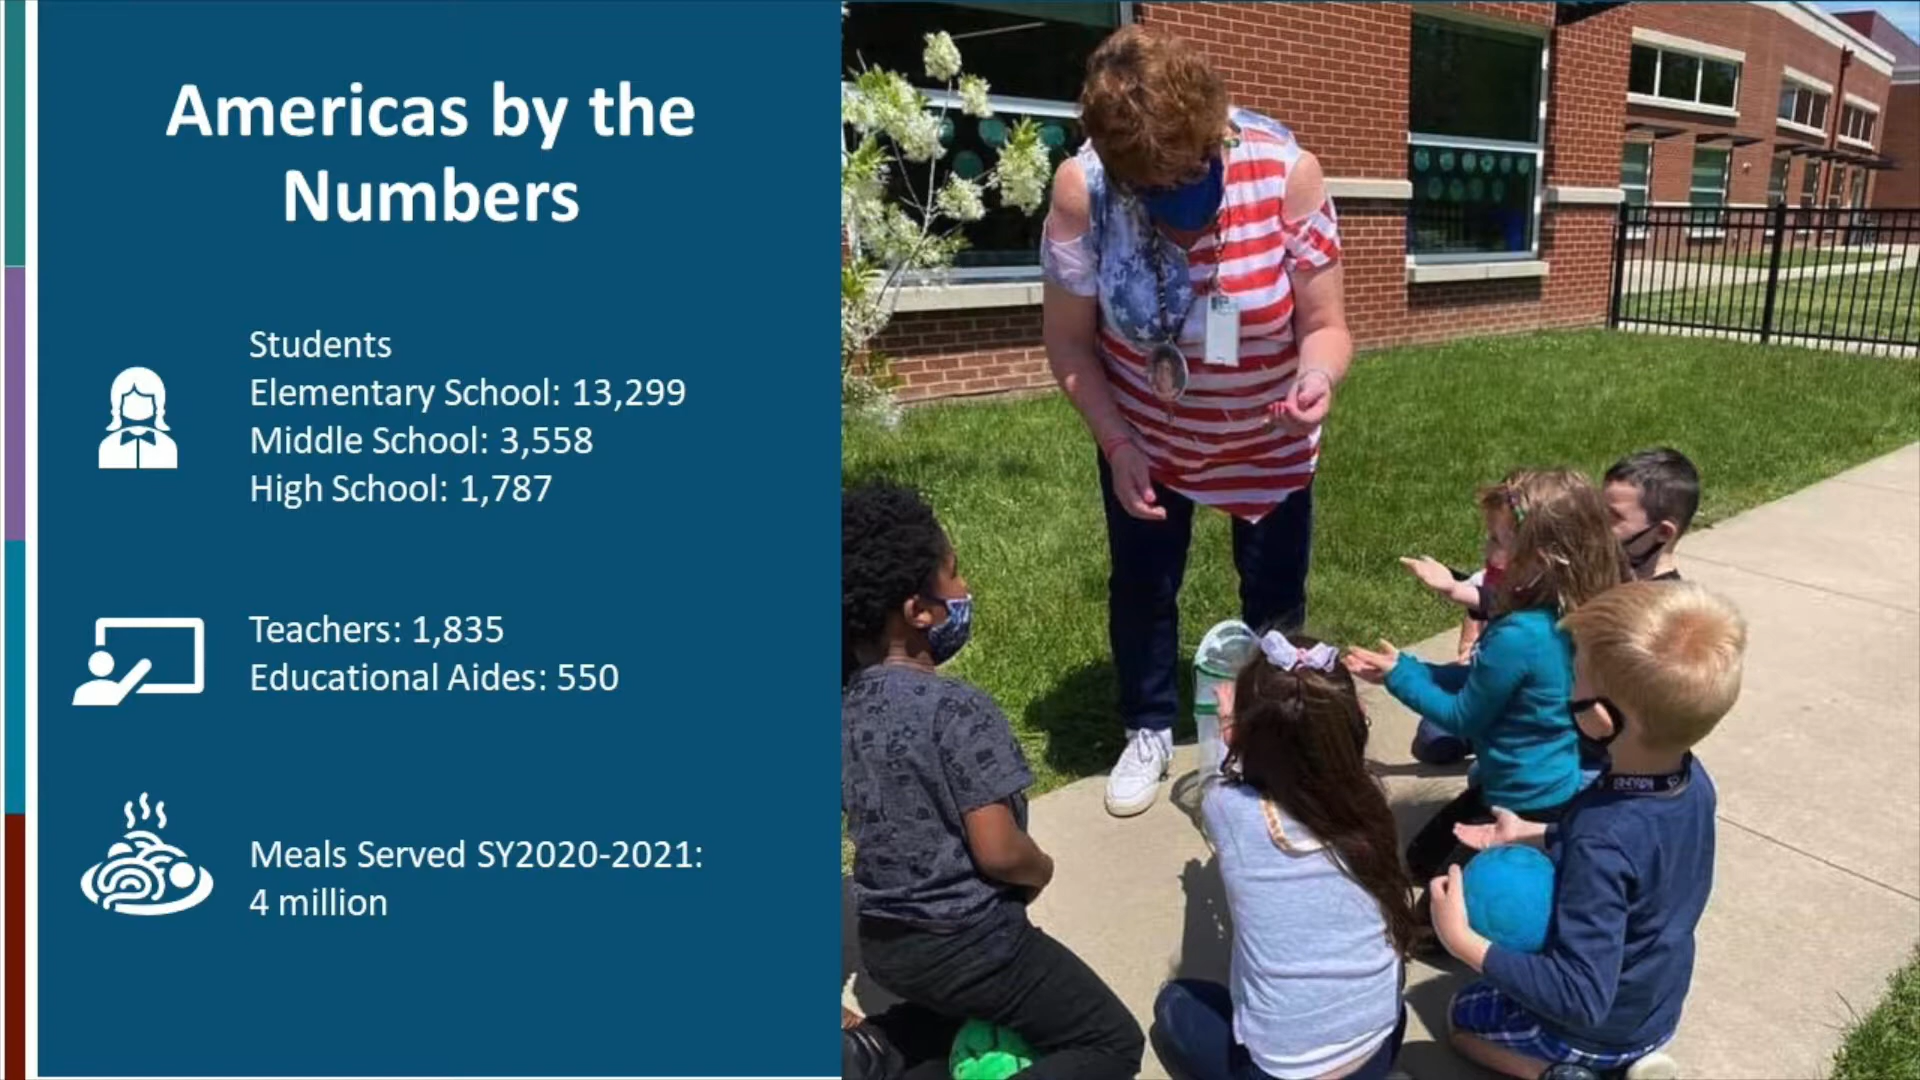 Americas by the
Numbers
Students
Elementary School: 13,299
Middle School: 3,558
High School: 1,787
Teachers: 1,835
Educational Aides: 550
Meals Served SY2020-2021:
4 million